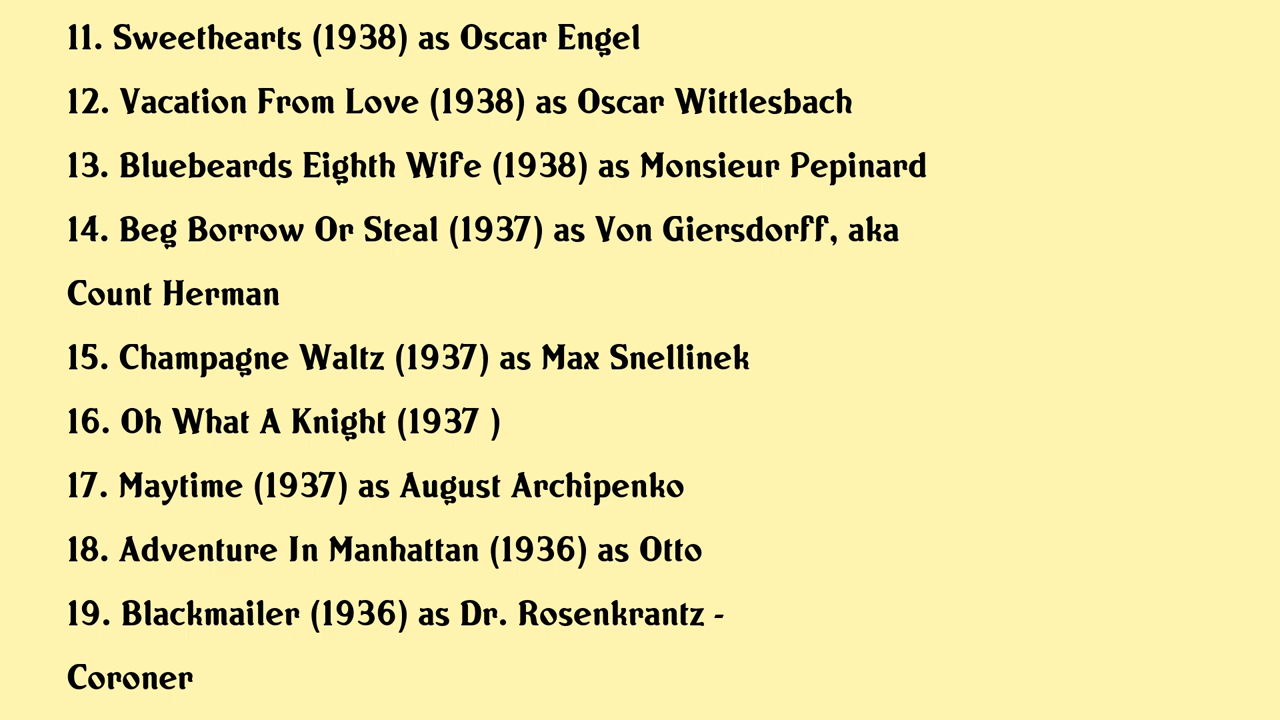 11. Sweethearts (1938) as Oscar Engel
12. Vacation From Love (1938) as Oscar Wittlesbach
13. Bluebeards Eighth Wife (1938) as Monsieur Pepinard
14. Beg Borrow Or Steal (1937) as Von Giersdorff, aka
Count Herman
15. Champagne Waltz (1937) as Max Snellinek
16. Oh What A Knight (1937 )
17. Maytime (1937) as August Archipenko
18. Adventure In Manhattan (1936) as Otto
19. Blackmailer (1936) as Dr. Rosenkrantz -
Coroner